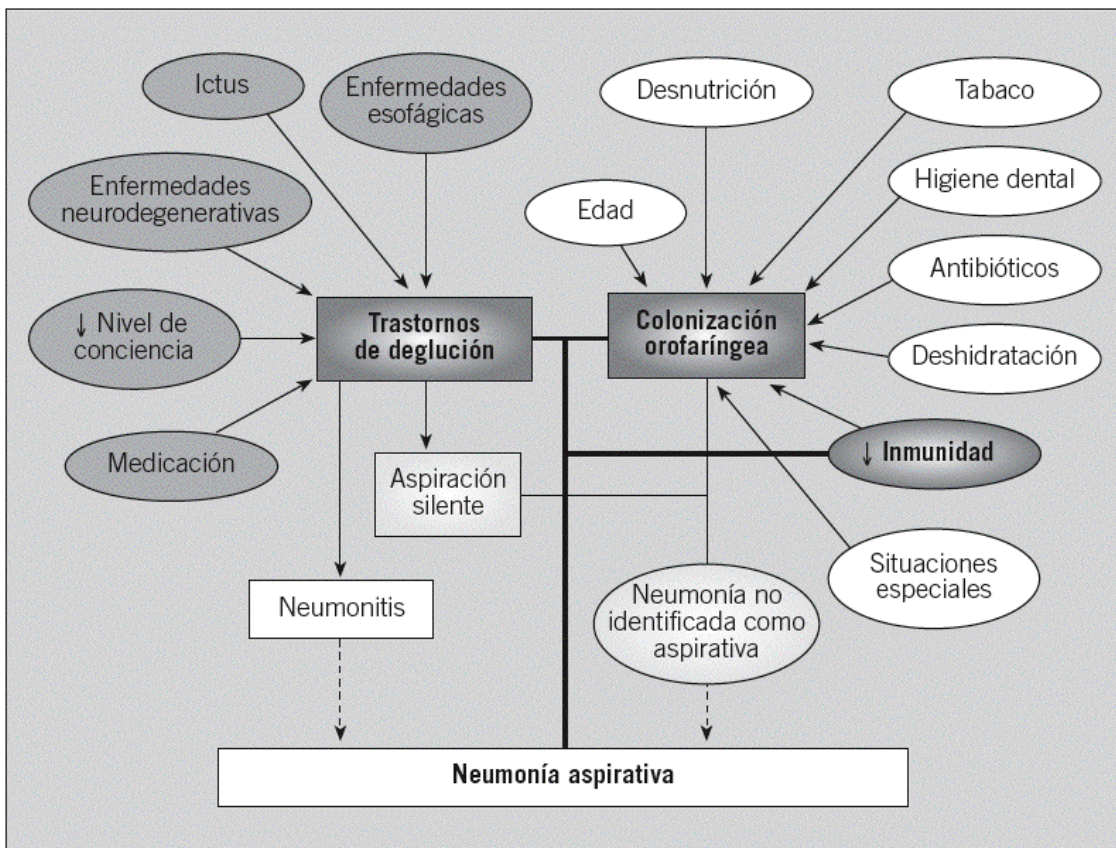 Ictus
Enfermedades
esofágicas
Desnutrición
Tabaco
Enfermedades
neurodegenerativas
Edad
Higiene dental
Antibióticos
↓ Nivel de
conciencia
Trastornos
de deglución
Colonización
orofaríngea
Deshidratación
Medicación
Aspiración
silente
↓ Inmunidad
Neumonitis
Neumonía no
identificada como
aspirativa
Situaciones
especiales
Neumonía aspirativa